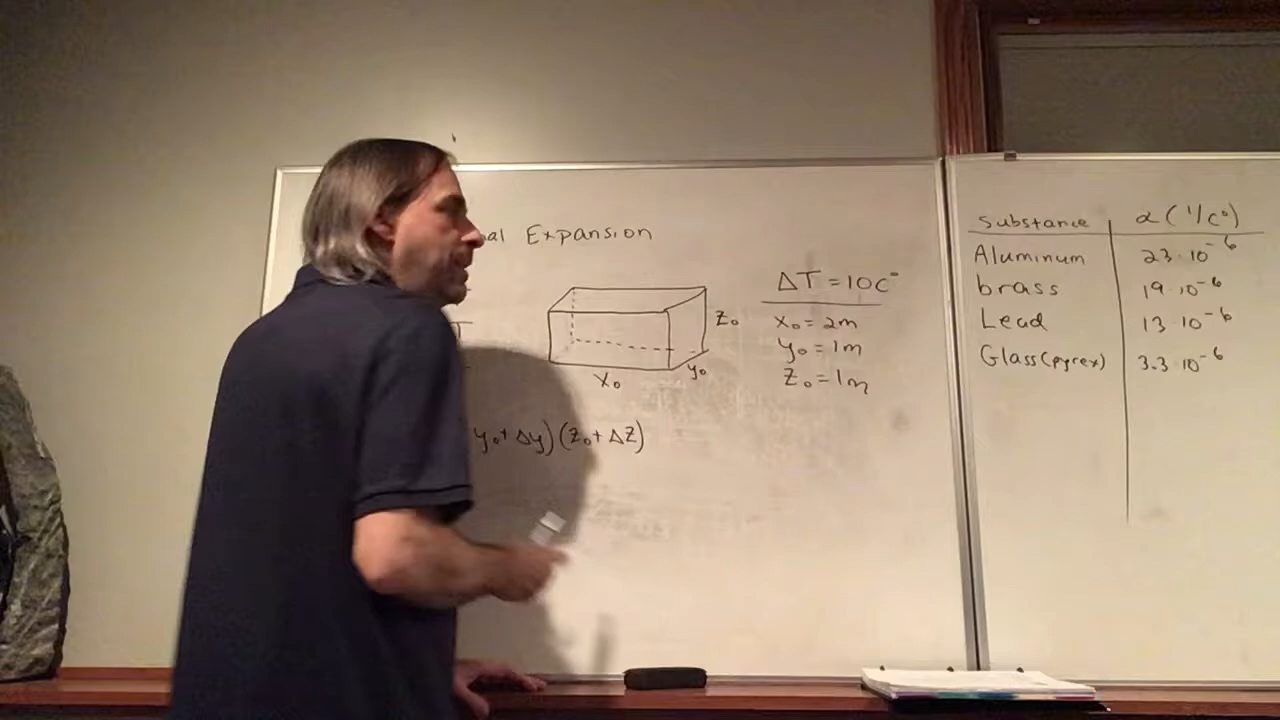 Expansion
ΔT = 10C°
X₀ = 2m
y₀ = 1m
Z₀ = 1m
Z₀
y₀
X₀
y₀ + Δy)(Z₀ + ΔZ)
Substance α (1/C°)
Aluminum 23·10⁻⁶
brass 19·10⁻⁶
Lead 13·10⁻⁶
Glass(pyrex) 3.3·10⁻⁶